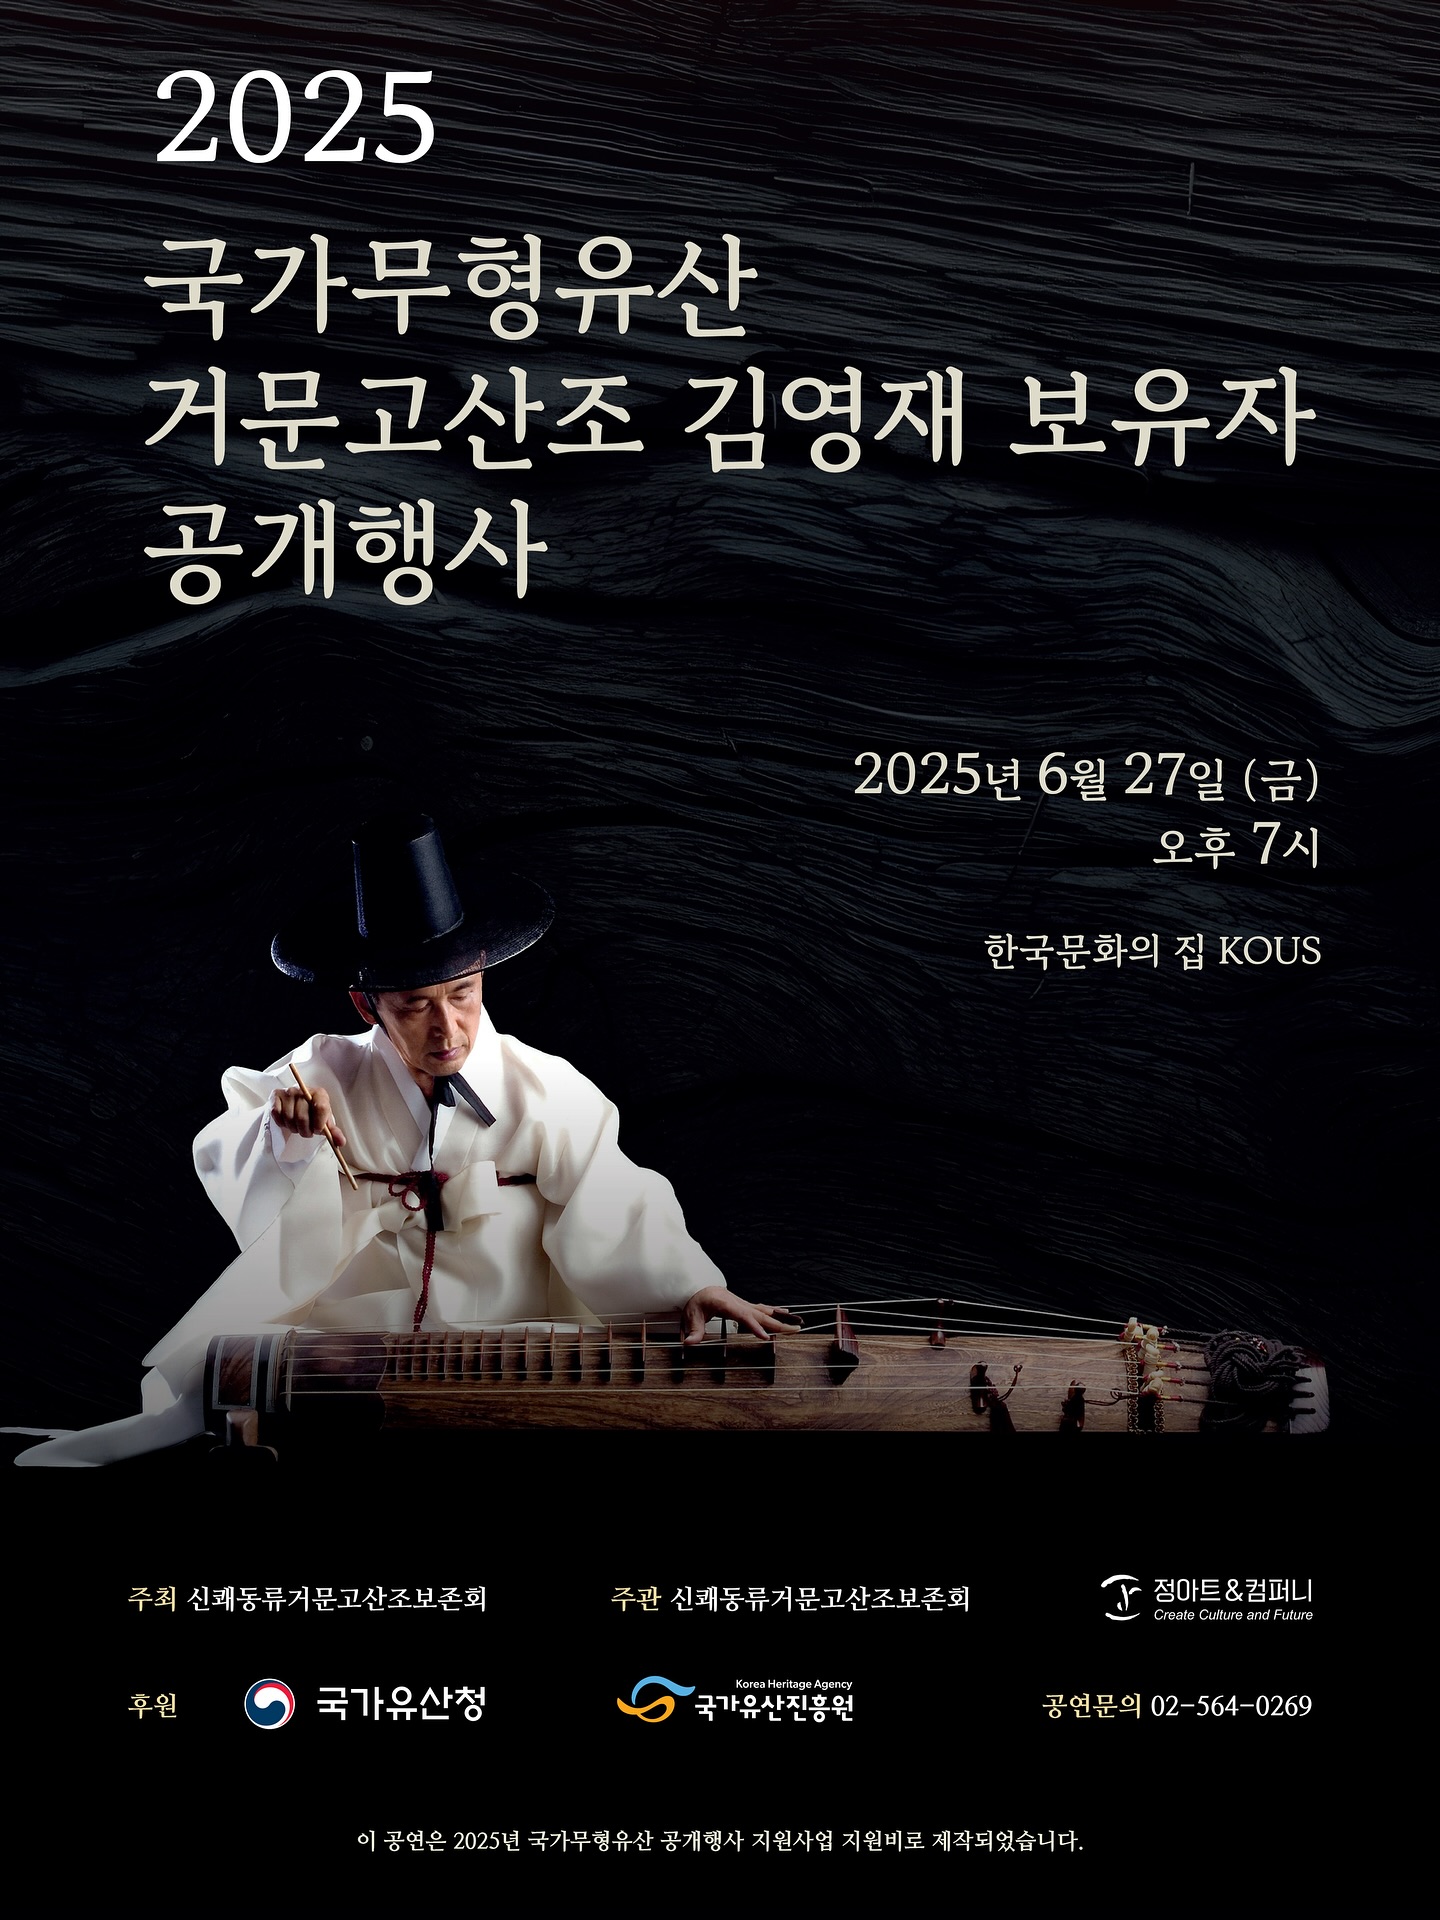 2025
국가무형유산
거문고산조 김영재 보유자
공개행사
2025년 6월 27일 (금)
오후 7시
한국문화의 집 KOUS
주최 신쾌동류거문고산조보존회
주관 신쾌동류거문고산조보존회
정아트&컴퍼니
Create Culture and Future
후원
국가유산청
Korea Heritage Agency
국가유산진흥원
공연문의 02-564-0269
이 공연은 2025년 국가무형유산 공개행사 지원사업 지원비로 제작되었습니다.